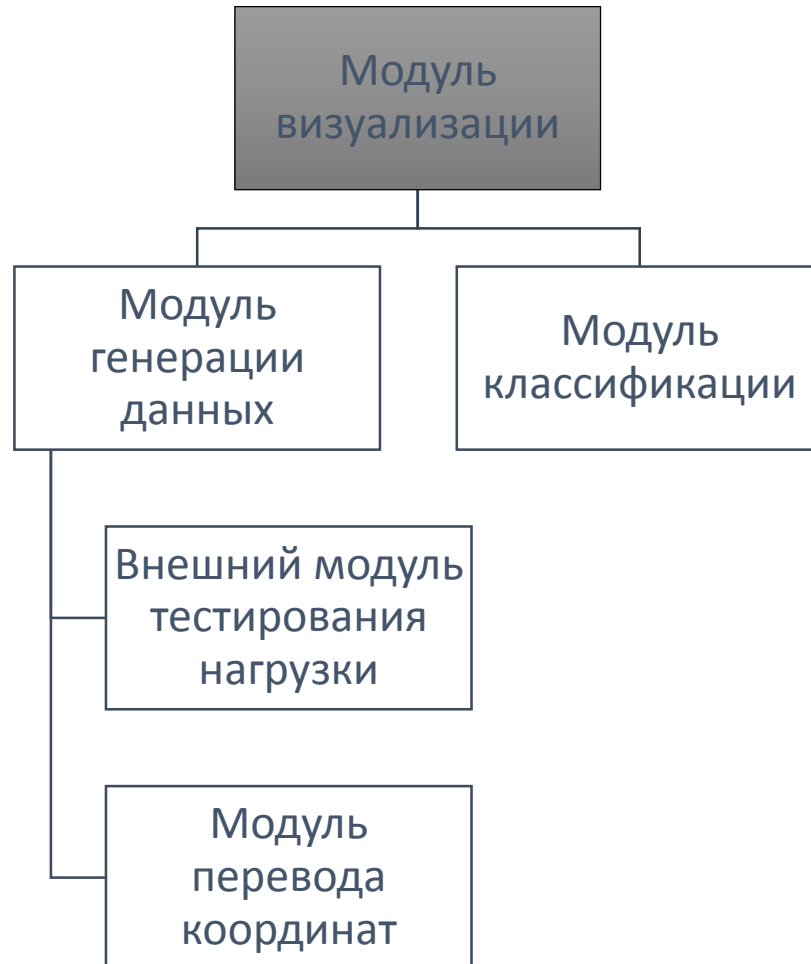 Модуль
визуализации
Модуль
генерации
данных
Модуль
классификации
Внешний модуль
тестирования
нагрузки
Модуль
перевода
координат